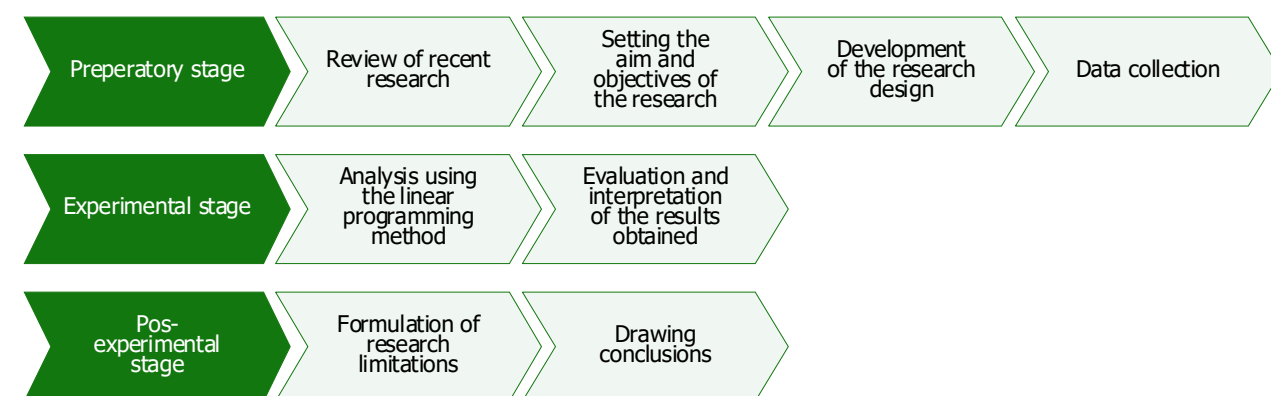 Preperatory stage
Review of recent
research
Setting the
aim and
objectives of
the research
Development
of the research
design
Data collection
Experimental stage
Analysis using
the linear
programming
method
Evaluation and
interpretation
of the results
obtained
Pos-
experimental
stage
Formulation of
research
limitations
Drawing
conclusions